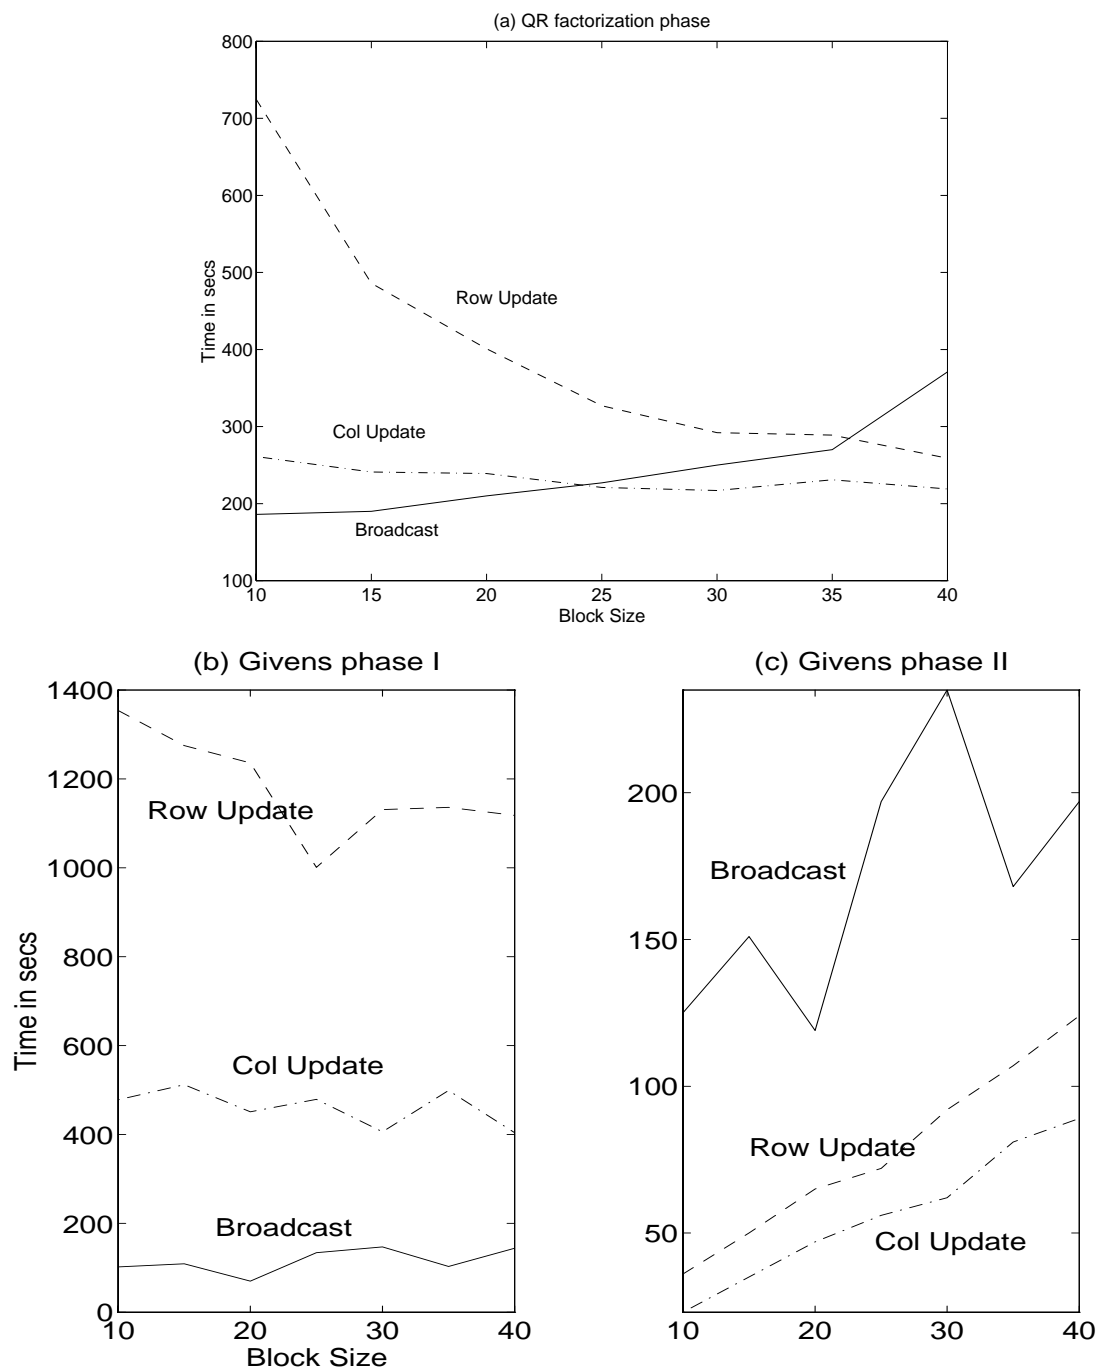 (a) QR factorization phase
800
700
600
500
400
300
200
100
Time in secs
Row Update
Col Update
Broadcast
10 15 20 25 30 35 40
Block Size
(b) Givens phase I
1400
1200
1000
800
600
400
200
0
Time in secs
Row Update
Col Update
Broadcast
10 20 30 40
Block Size
(c) Givens phase II
200
150
100
50
Broadcast
Row Update
Col Update
10 20 30 40